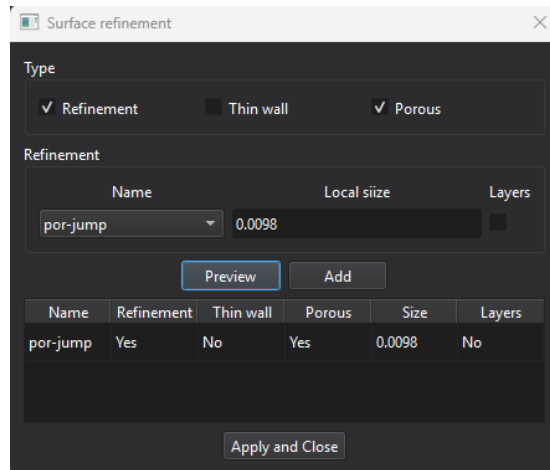 Surface refinement
Type
Refinement Thin wall Porous
Refinement
Name Local siize Layers
por-jump 0.0098
Preview Add
Name Refinement Thin wall Porous Size Layers
por-jump Yes No Yes 0.0098 No
Apply and Close